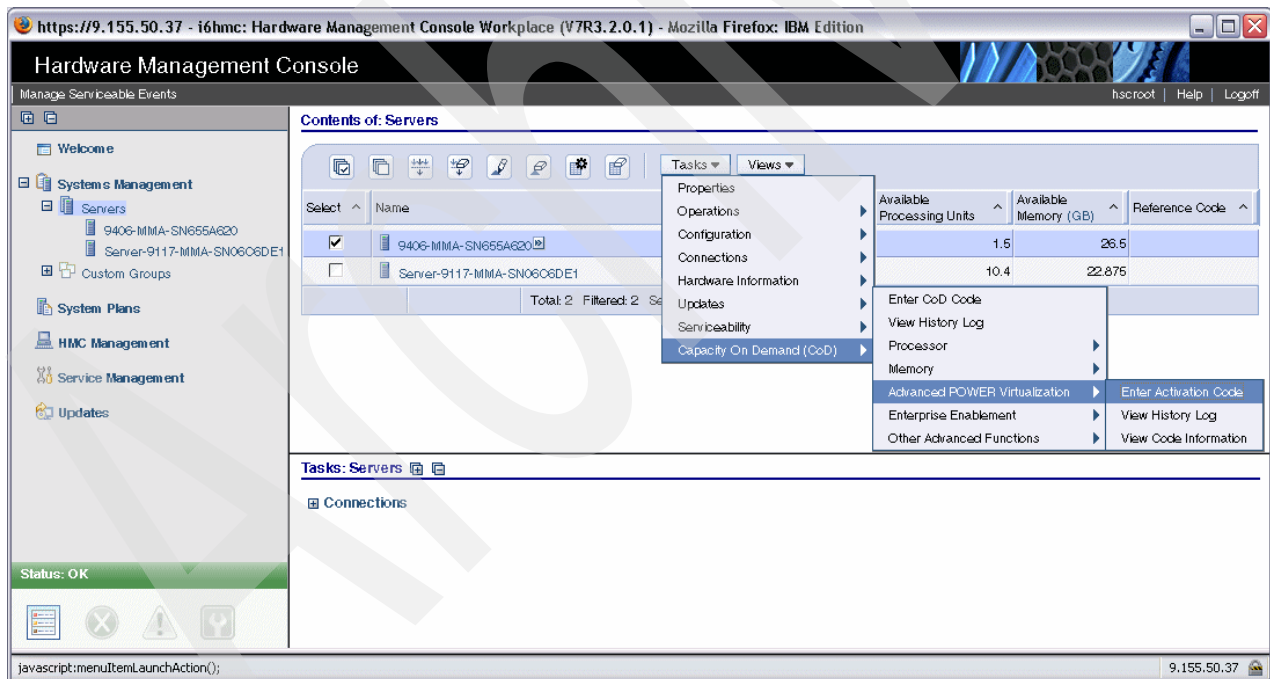 https://9.155.50.37 - i6hmc: Hardware Management Console Workplace (V7R3.2.0.1) - Mozilla Firefox: IBM Edition
Hardware Management Console
Manage Serviceable Events
hscroot | Help | Logoff
Welcome
Systems Management
Servers
9406-MMA-SN655A620
Server-9117-MMA-SN06C6DE1
Custom Groups
System Plans
HMC Management
Service Management
Updates
Status: OK
Contents of: Servers
Tasks Views
Select Name Available Processing Units Available Memory (GB) Reference Code
9406-MMA-SN655A620 1.5 26.5
Server-9117-MMA-SN06C6DE1 10.4 22.875
Total: 2 Filtered: 2 Se
Properties
Operations
Configuration
Connections
Hardware Information
Updates
Serviceability
Capacity On Demand (CoD)
Enter CoD Code
View History Log
Processor
Memory
Advanced POWER Virtualization
Enterprise Enablement
Other Advanced Functions
Enter Activation Code
View History Log
View Code Information
Tasks: Servers
Connections
javascript:menuItemLaunchAction();
9.155.50.37